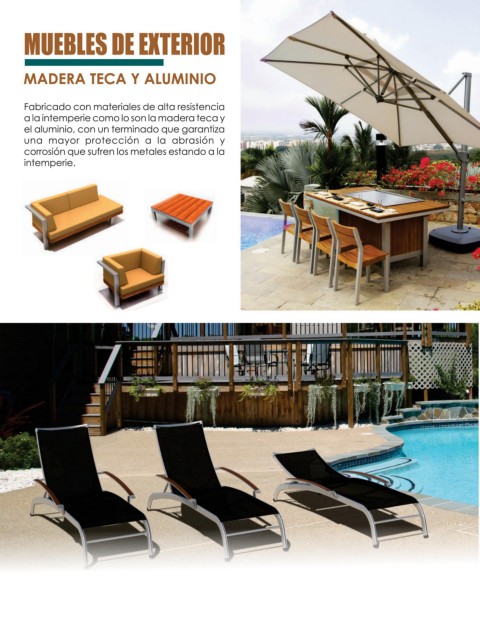 MUEBLES DE EXTERIOR
MADERA TECA Y ALUMINIO
Fabricado con materiales de alta resistencia
a la intemperie como lo son la madera teca y
el aluminio, con un terminado que garantiza
una mayor protección a la abrasión y
corrosión que sufren los metales estando a la
intemperie.